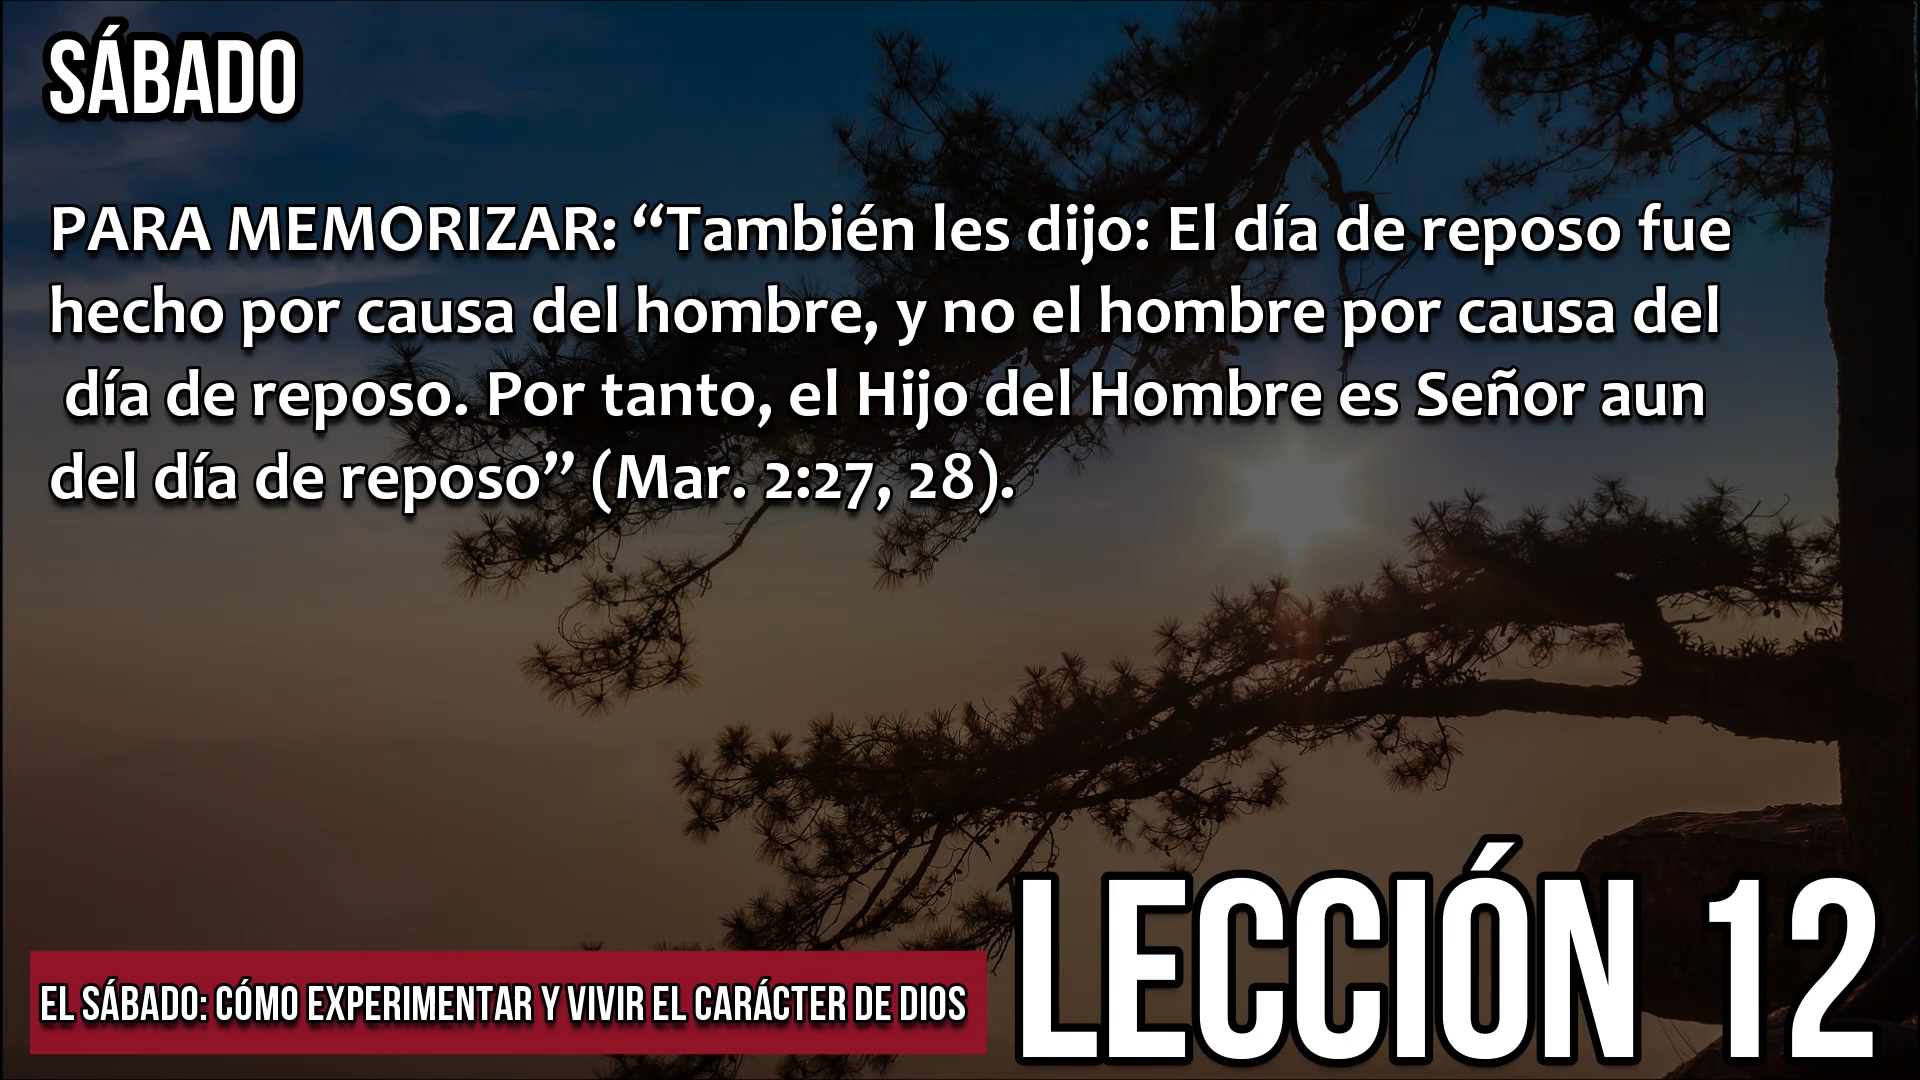 SÁBADO
PARA MEMORIZAR: “También les dijo: El día de reposo fue
hecho por causa del hombre, y no el hombre por causa del
día de reposo. Por tanto, el Hijo del Hombre es Señor aun
del día de reposo” (Mar. 2:27, 28).
EL SÁBADO: CÓMO EXPERIMENTAR Y VIVIR EL CARÁCTER DE DIOS
LECCIÓN 12